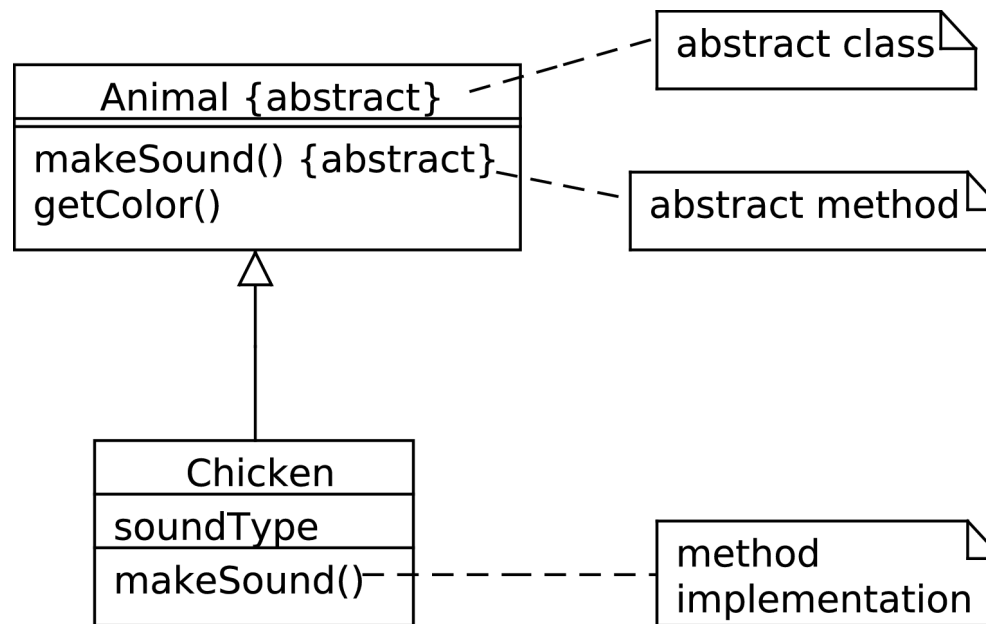 abstract class
Animal {abstract}
makeSound() {abstract}
getColor()
abstract method
Chicken
soundType
makeSound()
method
implementation